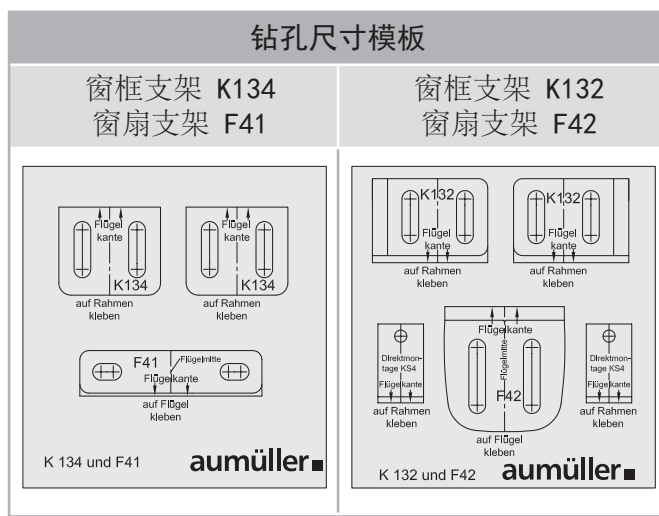 钻孔尺寸模板
窗框支架 K134
窗扇支架 F41
窗框支架 K132
窗扇支架 F42
Flügel
kante
K134
auf Rahmen
kleben
Flügel
kante
K134
auf Rahmen
kleben
F41
Flügelmitte
Flügelkante
auf Flügel
kleben
K 134 und F41
aumüller
K132
Flügel
kante
auf Rahmen
kleben
K132
Flügel
kante
auf Rahmen
kleben
Direktmon-
tage KS4
Flügelkante
auf Rahmen
kleben
Flügelkante
Flügelmitte
F42
auf Flügel
kleben
Direktmon-
tage KS4
Flügelkante
auf Rahmen
kleben
K 132 und F42
aumüller